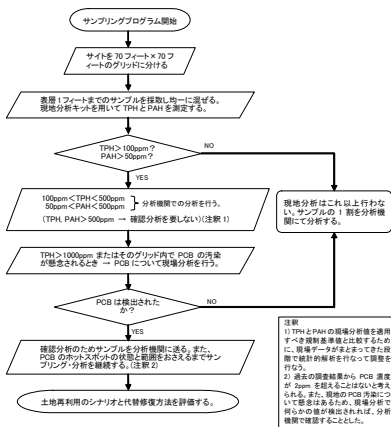 サンプリングプログラム開始
サイトを 70 フィート×70 フ
ィートのグリッドに分ける
表層 1 フィートまでのサンプルを採取し均一に混ぜる。
現地分析キットを用いて TPH と PAH を測定する。
TPH＞100ppm?
PAH＞50ppm?
NO
YES
100ppm＜TPH＜500ppm
50ppm＜PAH＜500ppm
分析機関での分析を行う。
(TPH, PAH＞500ppm → 確認分析を要しない)(注釈 1)
現地分析はこれ以上行わな
い。サンプルの 1 割を分析機
関にて分析する。
TPH＞1000ppm またはそのグリッド内で PCB の汚染
が懸念されるとき → PCB について現場分析を行う。
PCB は検出された
か?
NO
YES
確認分析のためサンプルを分析機関に送る。また、
PCB のホットスポットの状態と範囲をおさえるまでサン
プリング・分析を継続する。(注釈 2)
土地再利用のシナリオと代替修復方法を評価する。
注釈
1) TPH と PAH の現場分析値を適用
すべき規制基準値と比較するため
に、現場データがまとまってきた段
階で統計的解析を行なって調整を
行なう。
2) 過去の調査結果から PCB 濃度
が 2ppm を超えることはないと考え
られる。また、現地の PCB 汚染につ
いて懸念はあるため、現場分析で
何らかの値が検出されれば、分析
機関で確認することとした。